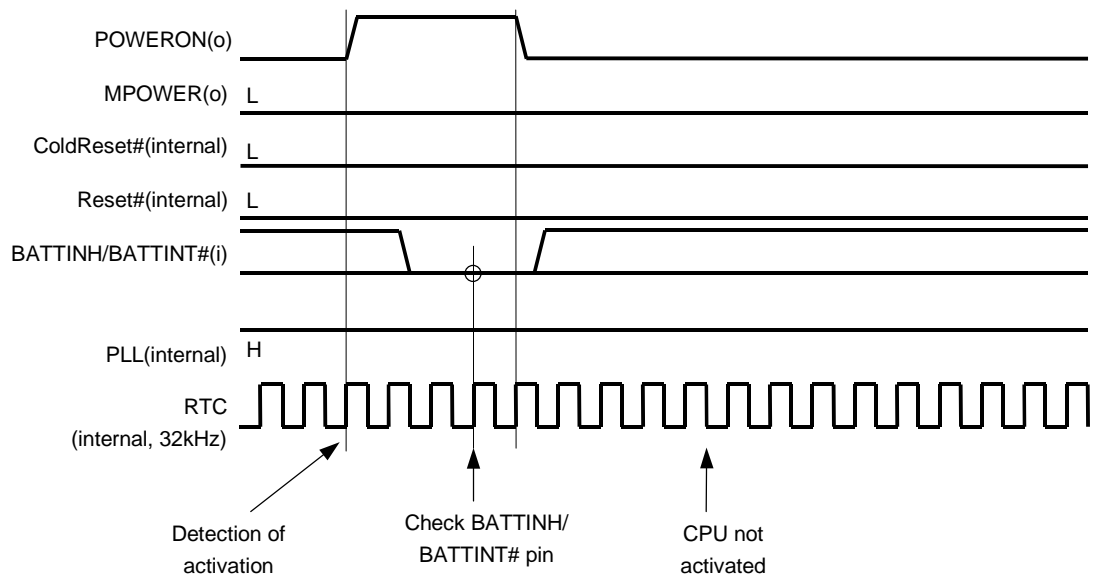 POWERON(o)
MPOWER(o) L
ColdReset#(internal) L
Reset#(internal) L
BATTINH/BATTINT#(i)
PLL(internal) H
RTC
(internal, 32kHz)
Detection of
activation
Check BATTINH/
BATTINT# pin
CPU not
activated